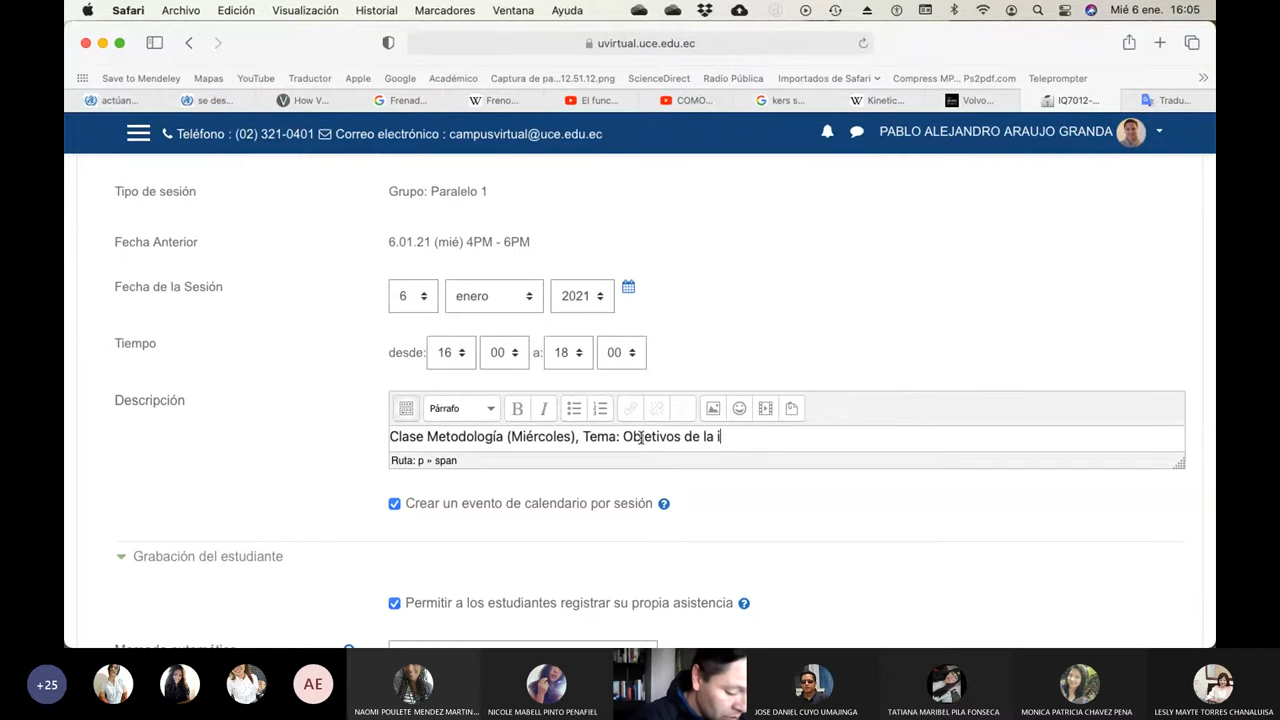 Safari Archivo Edición Visualización Historial Marcadores Ventana Ayuda Mié 6 ene. 16:05
uvirtual.uce.edu.ec
Save to Mendeley Mapas YouTube Traductor Apple Google Académico Captura de pa...12.51.12.png ScienceDirect Radio Pública Importados de Safari Compress MP... Ps2pdf.com Teleprompter
actúan... se des... How V... Frenad... Freno... El funci... COMO... kers s... Kinetic... Volvo... IQ7012-... Tradu...
Teléfono : (02) 321-0401 Correo electrónico : campusvirtual@uce.edu.ec PABLO ALEJANDRO ARAUJO GRANDA
Tipo de sesión Grupo: Paralelo 1
Fecha Anterior 6.01.21 (mié) 4PM - 6PM
Fecha de la Sesión 6 enero 2021
Tiempo desde: 16 00 a: 18 00
Descripción Párrafo B I
Clase Metodología (Miércoles), Tema: Objetivos de la i
Ruta: p » span
Crear un evento de calendario por sesión
Grabación del estudiante
Permitir a los estudiantes registrar su propia asistencia
+25 AE NAOMI POULETE MENDEZ MARTIN... NICOLE MABELL PINTO PENAFIEL JOSE DANIEL CUYO UMAJINGA TATIANA MARIBEL PILA FONSECA MONICA PATRICIA CHAVEZ PENA LESLY MAYTE TORRES CHANALUISA